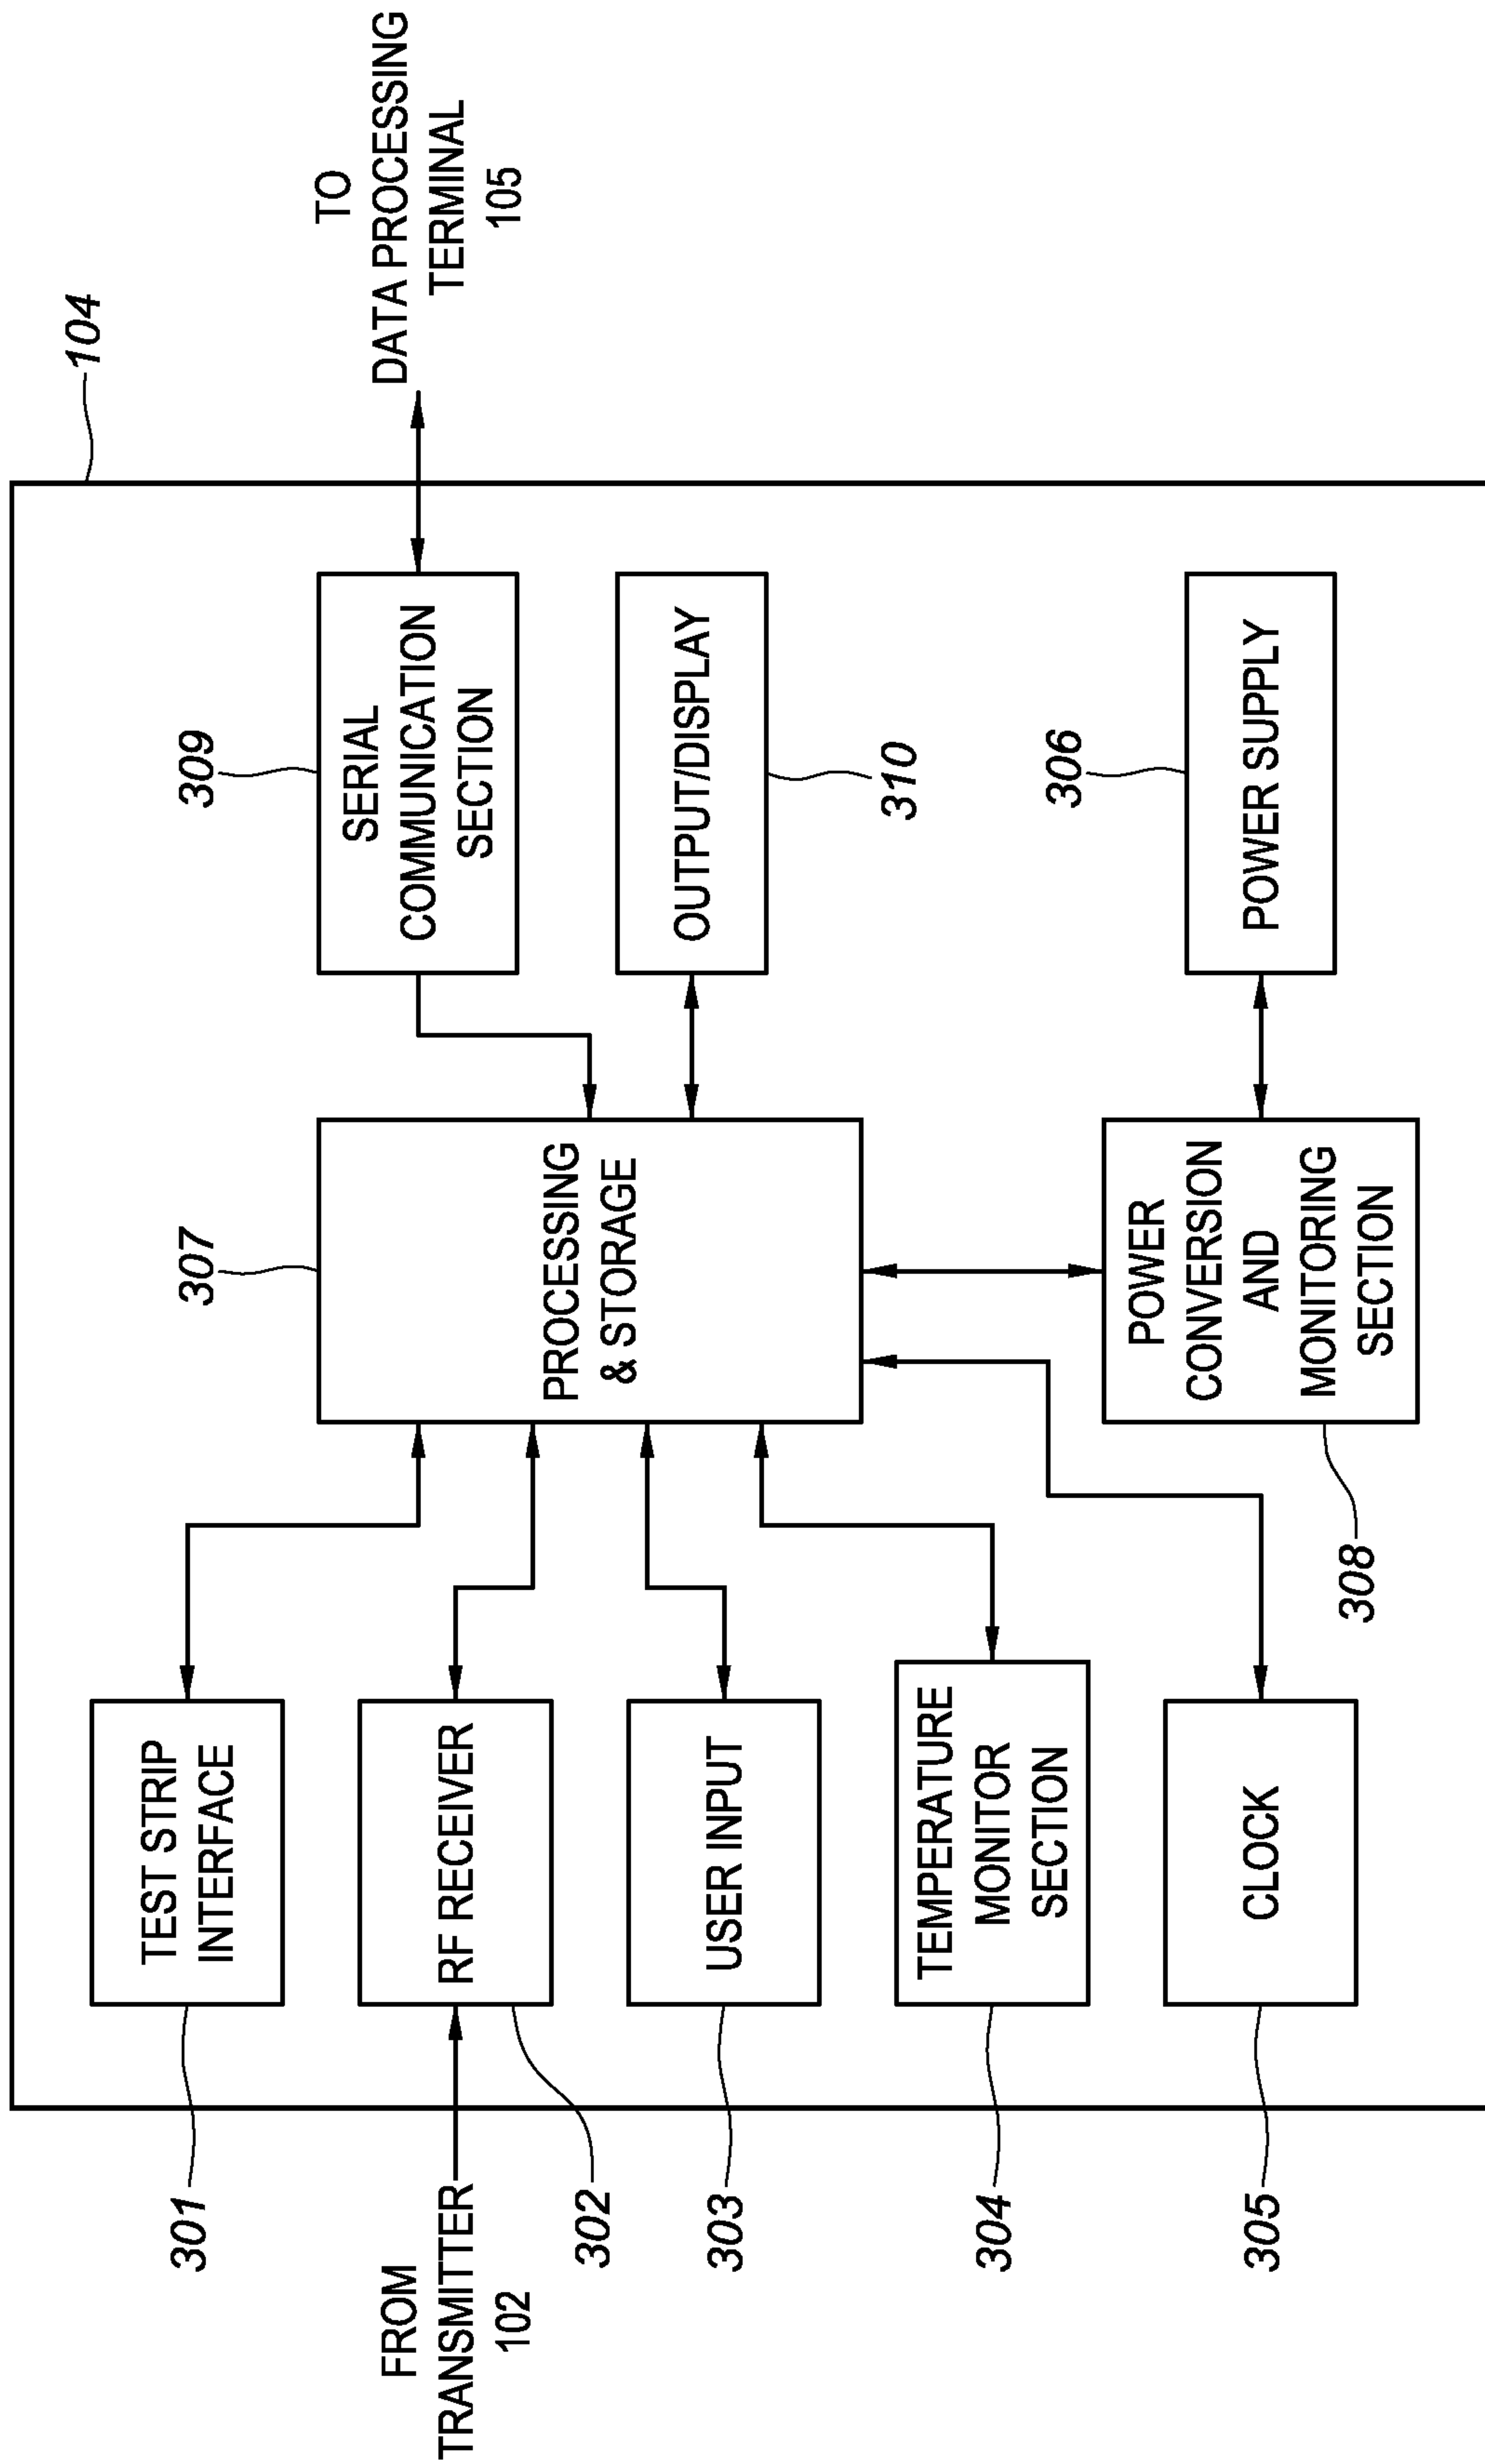 104
301
TEST STRIP
INTERFACE
FROM
TRANSMITTER
102
RF RECEIVER
302
303
USER INPUT
304
TEMPERATURE
MONITOR
SECTION
305
CLOCK
307
PROCESSING
& STORAGE
308
POWER
CONVERSION
AND
MONITORING
SECTION
309
SERIAL
COMMUNICATION
SECTION
TO
DATA PROCESSING
TERMINAL
105
OUTPUT/DISPLAY
310
306
POWER SUPPLY